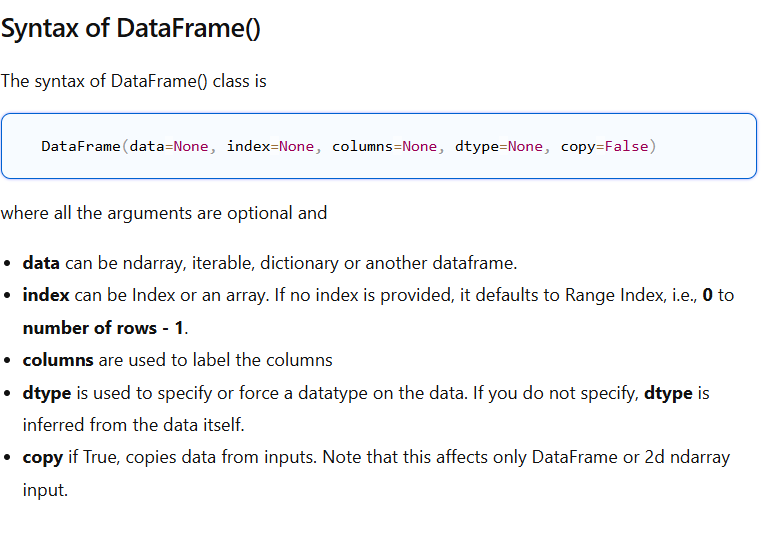 Syntax of DataFrame()
The syntax of DataFrame() class is
DataFrame(data=None, index=None, columns=None, dtype=None, copy=False)
where all the arguments are optional and
• data can be ndarray, iterable, dictionary or another dataframe.
• index can be Index or an array. If no index is provided, it defaults to Range Index, i.e., 0 to
number of rows - 1.
• columns are used to label the columns
• dtype is used to specify or force a datatype on the data. If you do not specify, dtype is
inferred from the data itself.
• copy if True, copies data from inputs. Note that this affects only DataFrame or 2d ndarray
input.